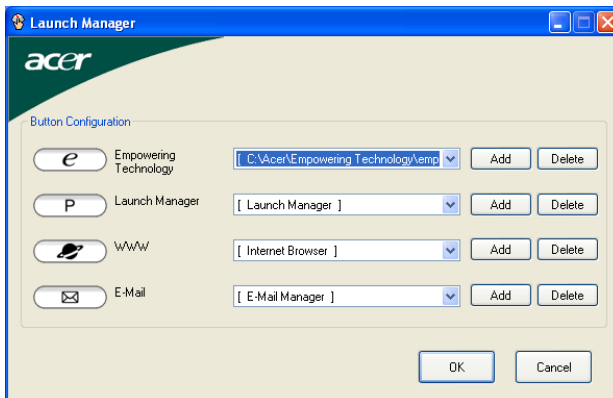 Launch Manager
acer
Button Configuration
e Empowering Technology [ C:\Acer\Empowering Technology\emp Add Delete
P Launch Manager [ Launch Manager ] Add Delete
WWW [ Internet Browser ] Add Delete
E-Mail [ E-Mail Manager ] Add Delete
OK Cancel